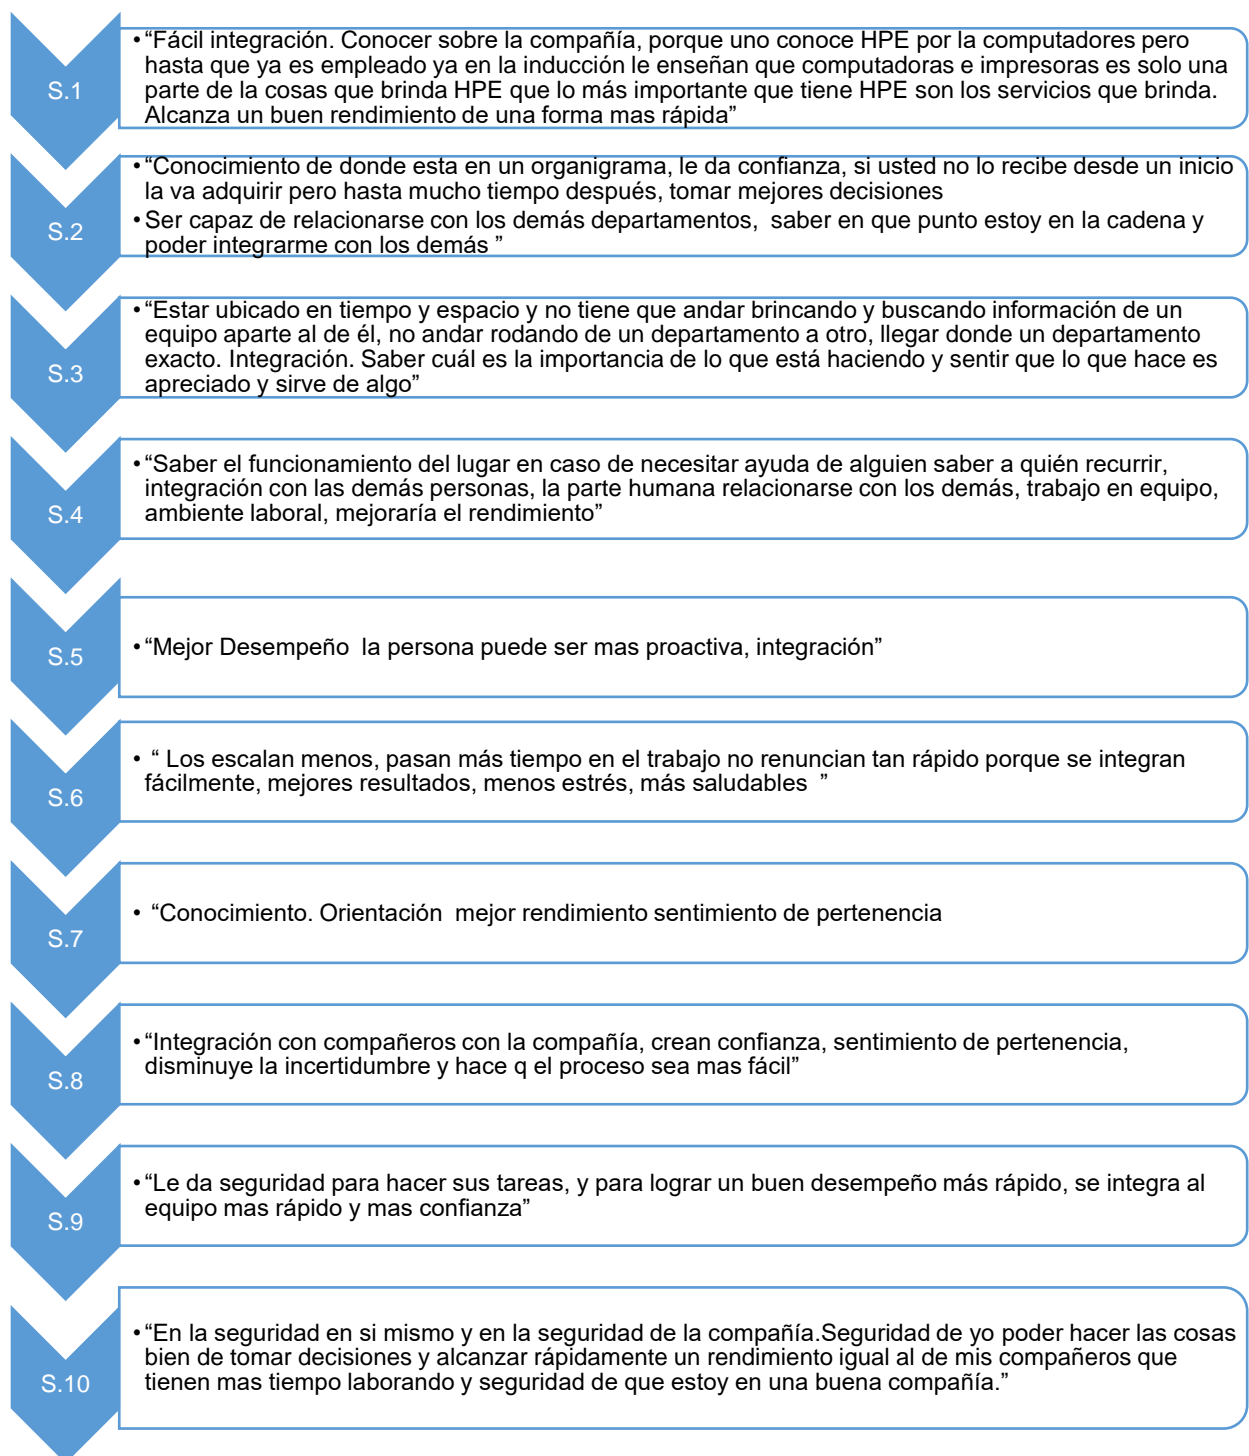 S.1
• “Fácil integración. Conocer sobre la compañía, porque uno conoce HPE por la computadores pero
hasta que ya es empleado ya en la inducción le enseñan que computadoras e impresoras es solo una
parte de la cosas que brinda HPE que lo más importante que tiene HPE son los servicios que brinda.
Alcanza un buen rendimiento de una forma mas rápida”
S.2
• “Conocimiento de donde esta en un organigrama, le da confianza, si usted no lo recibe desde un inicio
la va adquirir pero hasta mucho tiempo después, tomar mejores decisiones
• Ser capaz de relacionarse con los demás departamentos, saber en que punto estoy en la cadena y
poder integrarme con los demás ”
S.3
• “Estar ubicado en tiempo y espacio y no tiene que andar brincando y buscando información de un
equipo aparte al de él, no andar rodando de un departamento a otro, llegar donde un departamento
exacto. Integración. Saber cuál es la importancia de lo que está haciendo y sentir que lo que hace es
apreciado y sirve de algo”
S.4
• “Saber el funcionamiento del lugar en caso de necesitar ayuda de alguien saber a quién recurrir,
integración con las demás personas, la parte humana relacionarse con los demás, trabajo en equipo,
ambiente laboral, mejoraría el rendimiento”
S.5
• “Mejor Desempeño la persona puede ser mas proactiva, integración”
S.6
• “ Los escalan menos, pasan más tiempo en el trabajo no renuncian tan rápido porque se integran
fácilmente, mejores resultados, menos estrés, más saludables ”
S.7
• “Conocimiento. Orientación mejor rendimiento sentimiento de pertenencia
S.8
• “Integración con compañeros con la compañía, crean confianza, sentimiento de pertenencia,
disminuye la incertidumbre y hace q el proceso sea mas fácil”
S.9
• “Le da seguridad para hacer sus tareas, y para lograr un buen desempeño más rápido, se integra al
equipo mas rápido y mas confianza”
S.10
• “En la seguridad en si mismo y en la seguridad de la compañía.Seguridad de yo poder hacer las cosas
bien de tomar decisiones y alcanzar rápidamente un rendimiento igual al de mis compañeros que
tienen mas tiempo laborando y seguridad de que estoy en una buena compañía.”